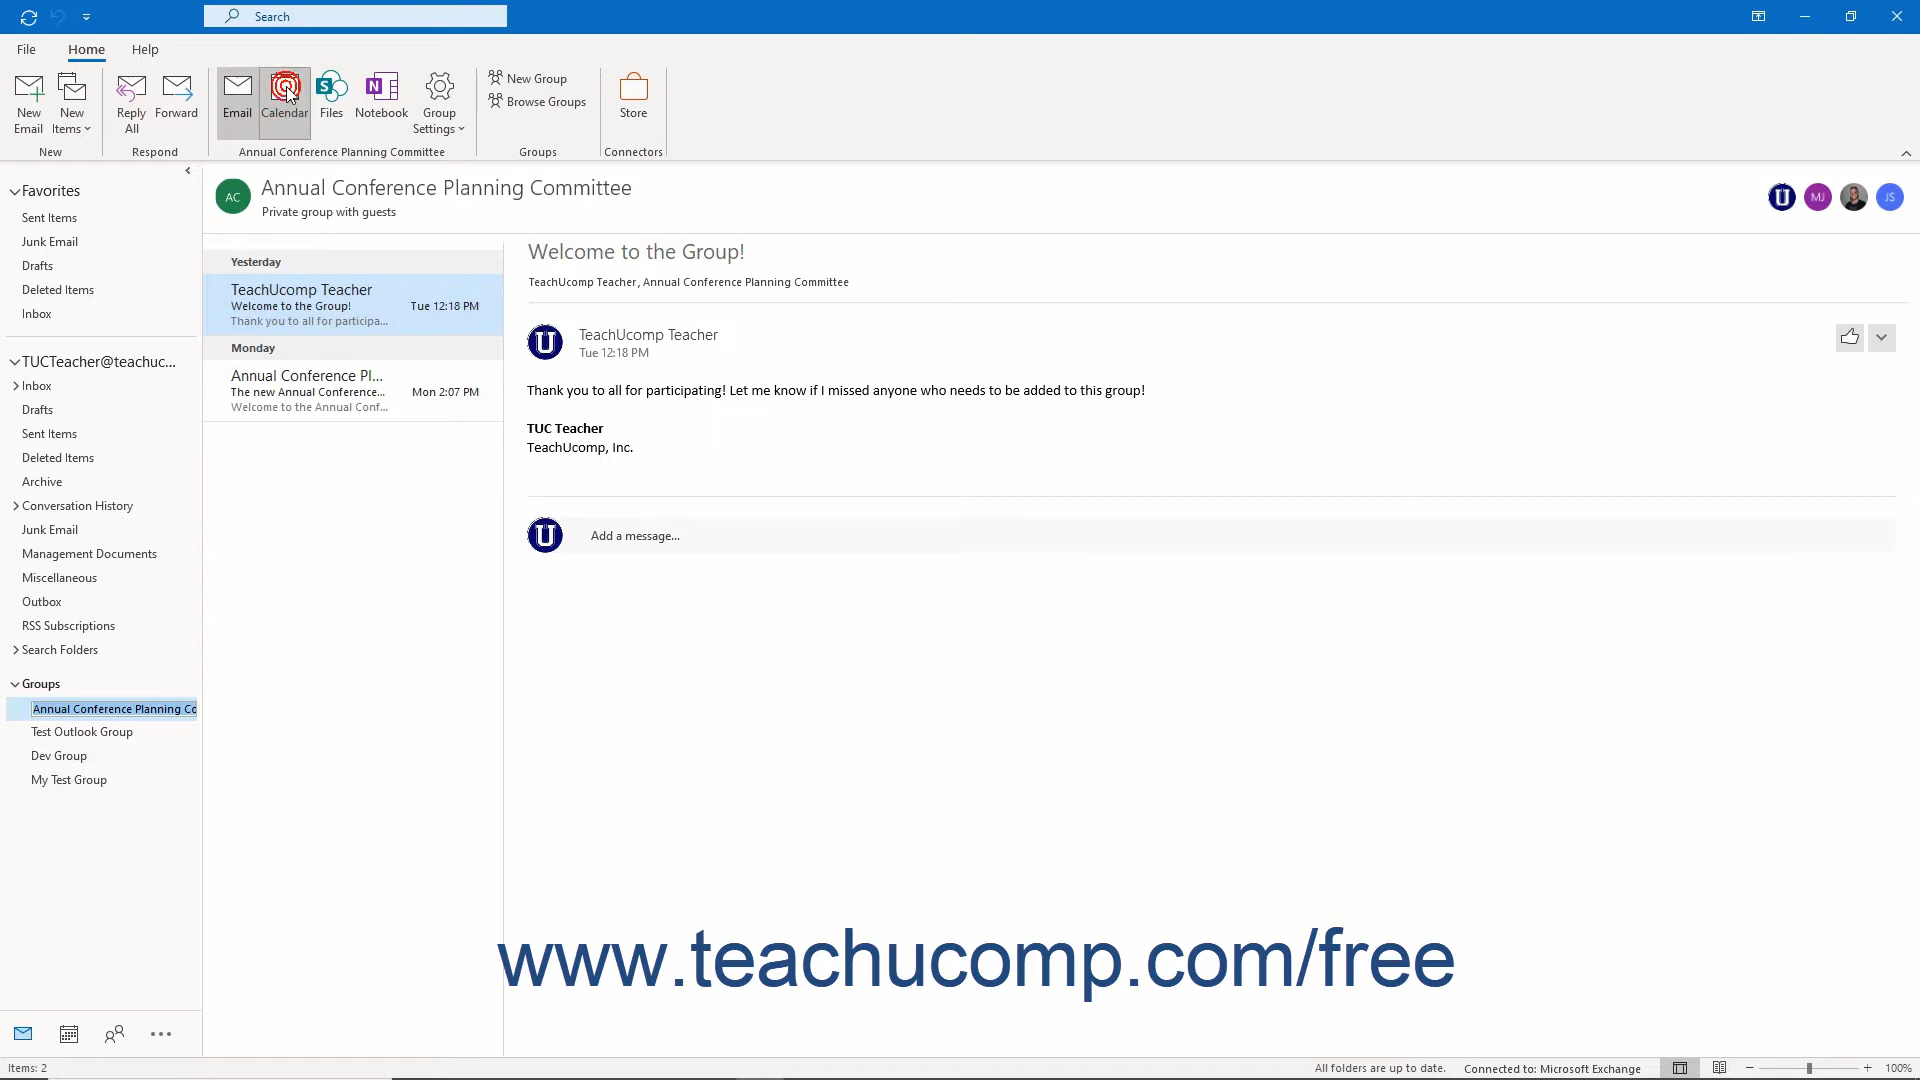 Search
File
Home
Help
New Email
New Items
New
Reply All
Forward
Respond
Email
Calendar
Files
Notebook
Group Settings
Annual Conference Planning Committee
New Group
Browse Groups
Groups
Store
Connectors
Favorites
Sent Items
Junk Email
Drafts
Deleted Items
Inbox
TUCTeacher@teachuc...
Inbox
Drafts
Sent Items
Deleted Items
Archive
Conversation History
Junk Email
Management Documents
Miscellaneous
Outbox
RSS Subscriptions
Search Folders
Groups
Annual Conference Planning Co
Test Outlook Group
Dev Group
My Test Group
AC
Annual Conference Planning Committee
Private group with guests
U
MJ
JS
Yesterday
TeachUcomp Teacher
Welcome to the Group! Tue 12:18 PM
Thank you to all for participa...
Monday
Annual Conference Pl...
The new Annual Conference... Mon 2:07 PM
Welcome to the Annual Conf...
Welcome to the Group!
TeachUcomp Teacher, Annual Conference Planning Committee
U
TeachUcomp Teacher
Tue 12:18 PM
Thank you to all for participating! Let me know if I missed anyone who needs to be added to this group!
TUC Teacher
TeachUcomp, Inc.
U
Add a message...
www.teachucomp.com/free
Items: 2
All folders are up to date.
Connected to: Microsoft Exchange
100%